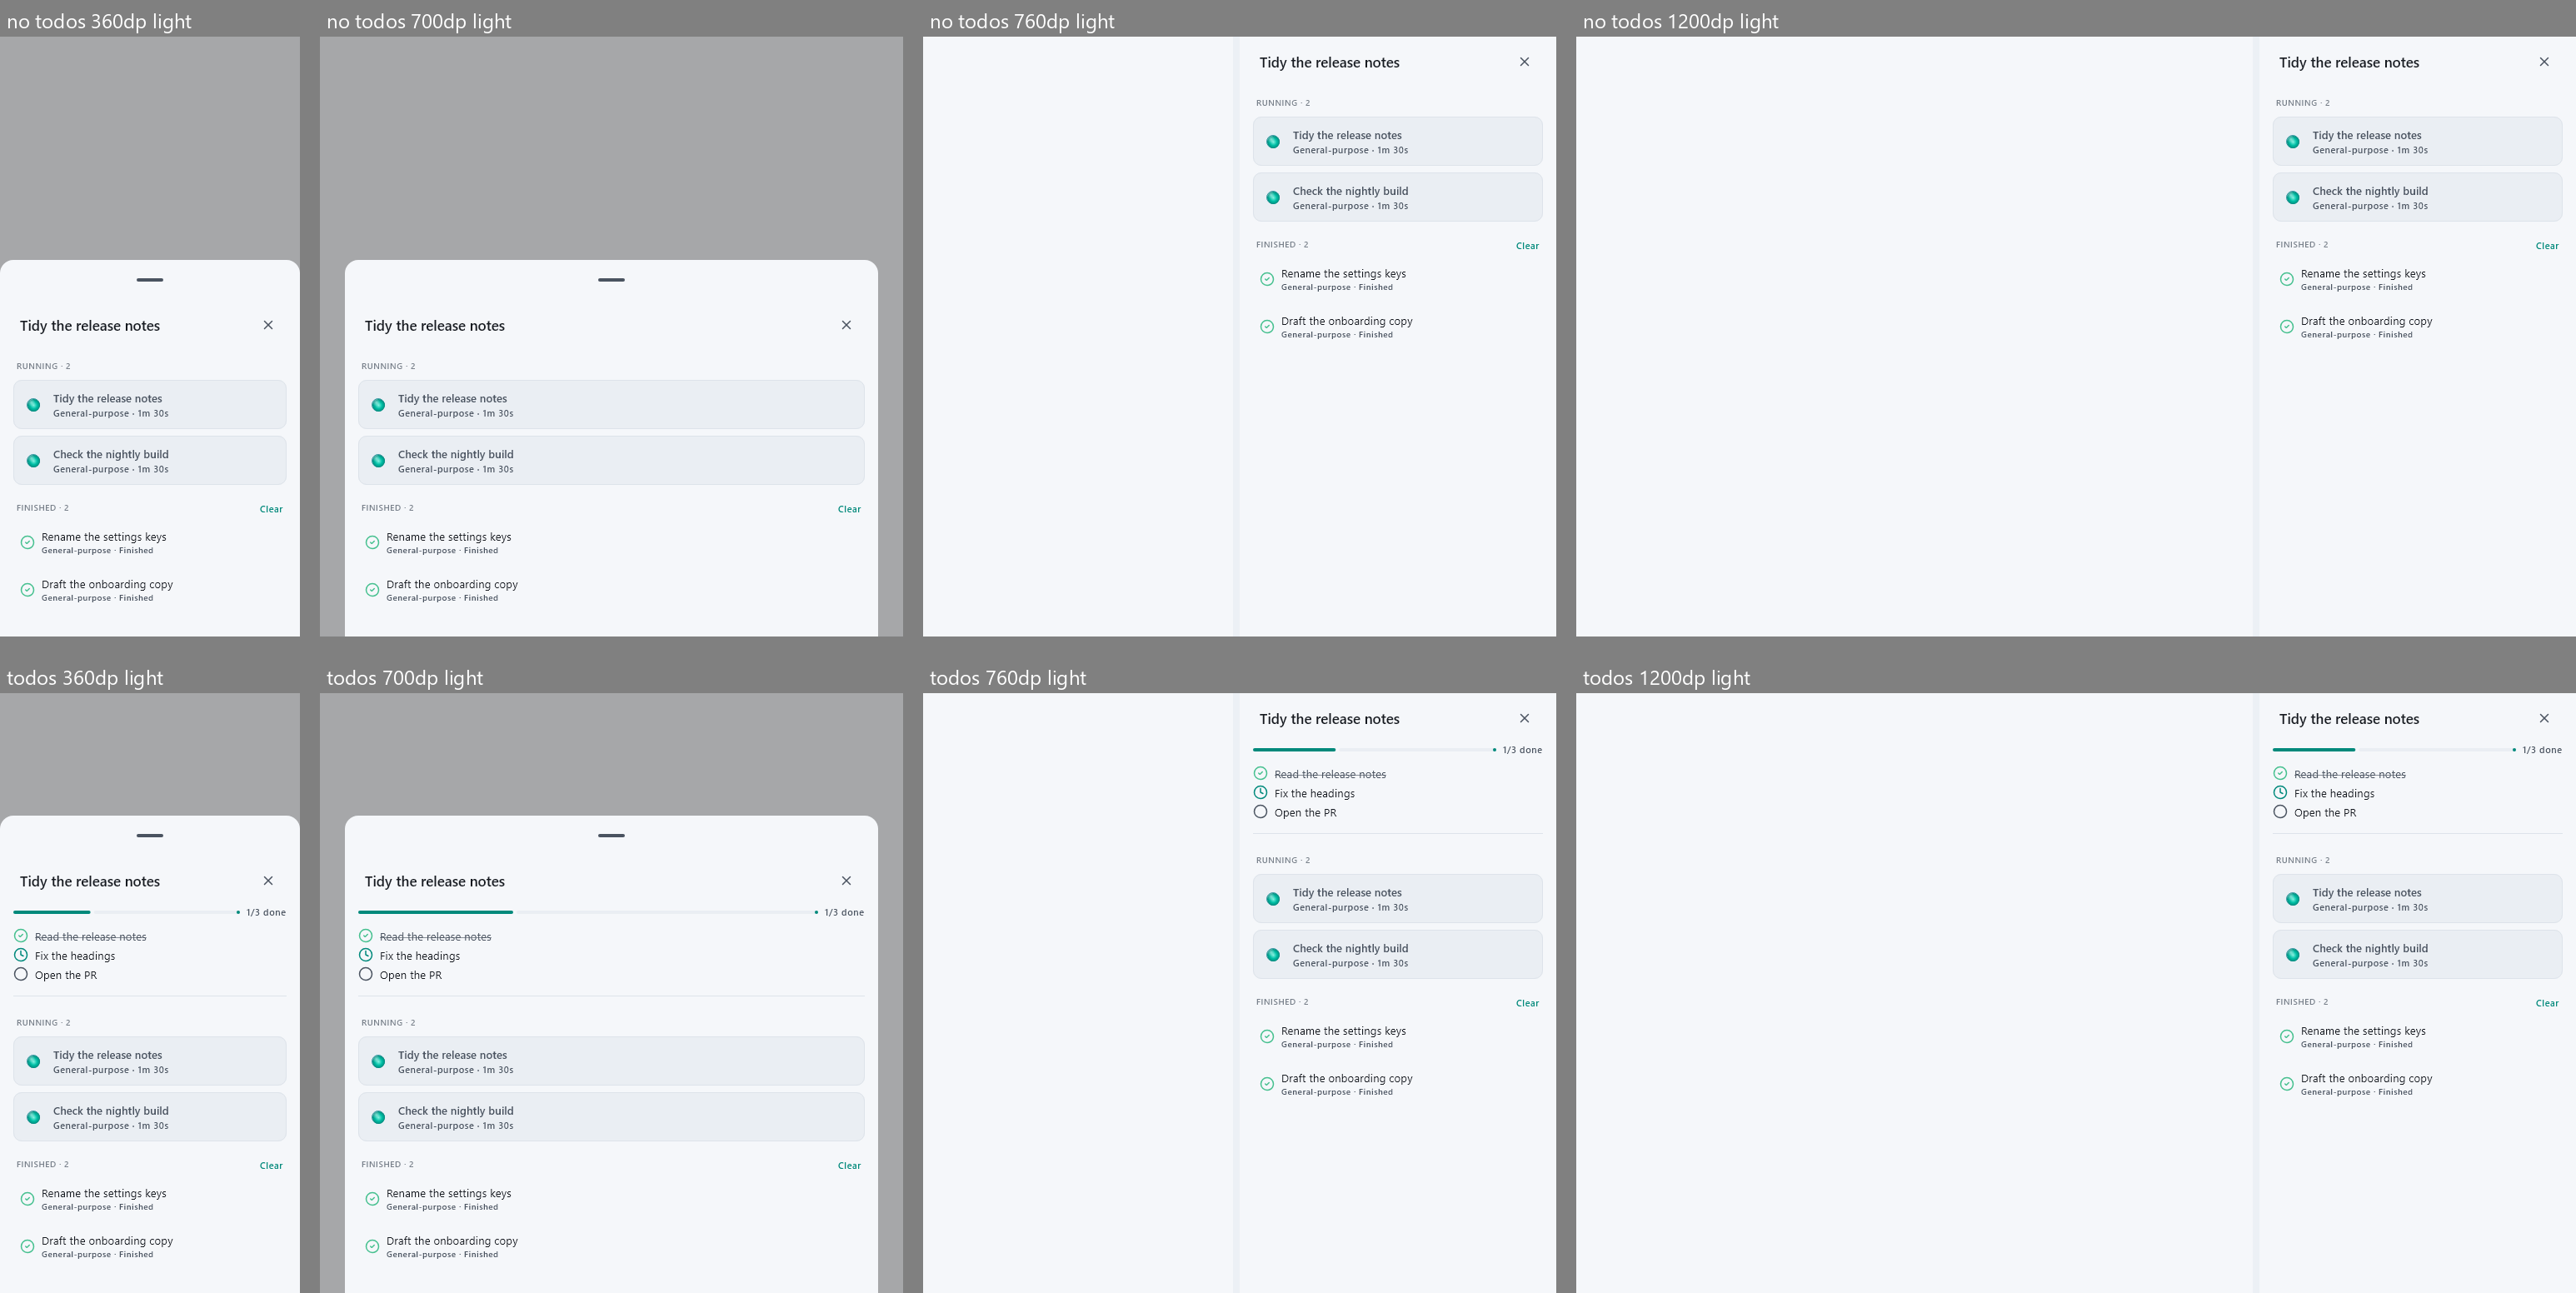 no todos 360dp light
Tidy the release notes
RUNNING · 2
Tidy the release notes
General-purpose · 1m 30s
Check the nightly build
General-purpose · 1m 30s
FINISHED · 2
Clear
Rename the settings keys
General-purpose · Finished
Draft the onboarding copy
General-purpose · Finished
no todos 700dp light
Tidy the release notes
RUNNING · 2
Tidy the release notes
General-purpose · 1m 30s
Check the nightly build
General-purpose · 1m 30s
FINISHED · 2
Clear
Rename the settings keys
General-purpose · Finished
Draft the onboarding copy
General-purpose · Finished
no todos 760dp light
Tidy the release notes
RUNNING · 2
Tidy the release notes
General-purpose · 1m 30s
Check the nightly build
General-purpose · 1m 30s
FINISHED · 2
Clear
Rename the settings keys
General-purpose · Finished
Draft the onboarding copy
General-purpose · Finished
no todos 1200dp light
Tidy the release notes
RUNNING · 2
Tidy the release notes
General-purpose · 1m 30s
Check the nightly build
General-purpose · 1m 30s
FINISHED · 2
Clear
Rename the settings keys
General-purpose · Finished
Draft the onboarding copy
General-purpose · Finished
todos 360dp light
Tidy the release notes
1/3 done
Read the release notes
Fix the headings
Open the PR
RUNNING · 2
Tidy the release notes
General-purpose · 1m 30s
Check the nightly build
General-purpose · 1m 30s
FINISHED · 2
Clear
Rename the settings keys
General-purpose · Finished
Draft the onboarding copy
General-purpose · Finished
todos 700dp light
Tidy the release notes
1/3 done
Read the release notes
Fix the headings
Open the PR
RUNNING · 2
Tidy the release notes
General-purpose · 1m 30s
Check the nightly build
General-purpose · 1m 30s
FINISHED · 2
Clear
Rename the settings keys
General-purpose · Finished
Draft the onboarding copy
General-purpose · Finished
todos 760dp light
Tidy the release notes
1/3 done
Read the release notes
Fix the headings
Open the PR
RUNNING · 2
Tidy the release notes
General-purpose · 1m 30s
Check the nightly build
General-purpose · 1m 30s
FINISHED · 2
Clear
Rename the settings keys
General-purpose · Finished
Draft the onboarding copy
General-purpose · Finished
todos 1200dp light
Tidy the release notes
1/3 done
Read the release notes
Fix the headings
Open the PR
RUNNING · 2
Tidy the release notes
General-purpose · 1m 30s
Check the nightly build
General-purpose · 1m 30s
FINISHED · 2
Clear
Rename the settings keys
General-purpose · Finished
Draft the onboarding copy
General-purpose · Finished